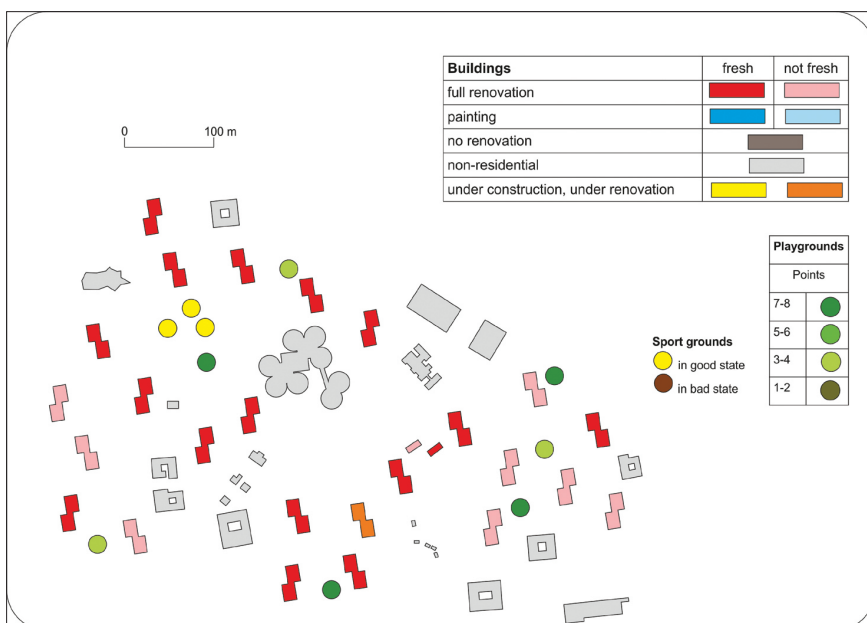 Buildings fresh not fresh
full renovation
painting
no renovation
non-residential
under construction, under renovation
0 100 m
Playgrounds
Points
7-8
5-6
3-4
1-2
Sport grounds
in good state
in bad state